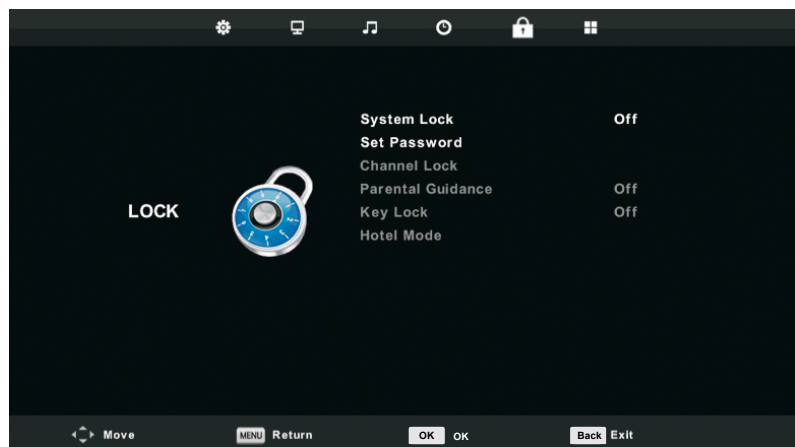 System Lock Off
Set Password
Channel Lock
Parental Guidance Off
LOCK
Key Lock Off
Hotel Mode
Move MENU Return OK OK Back Exit